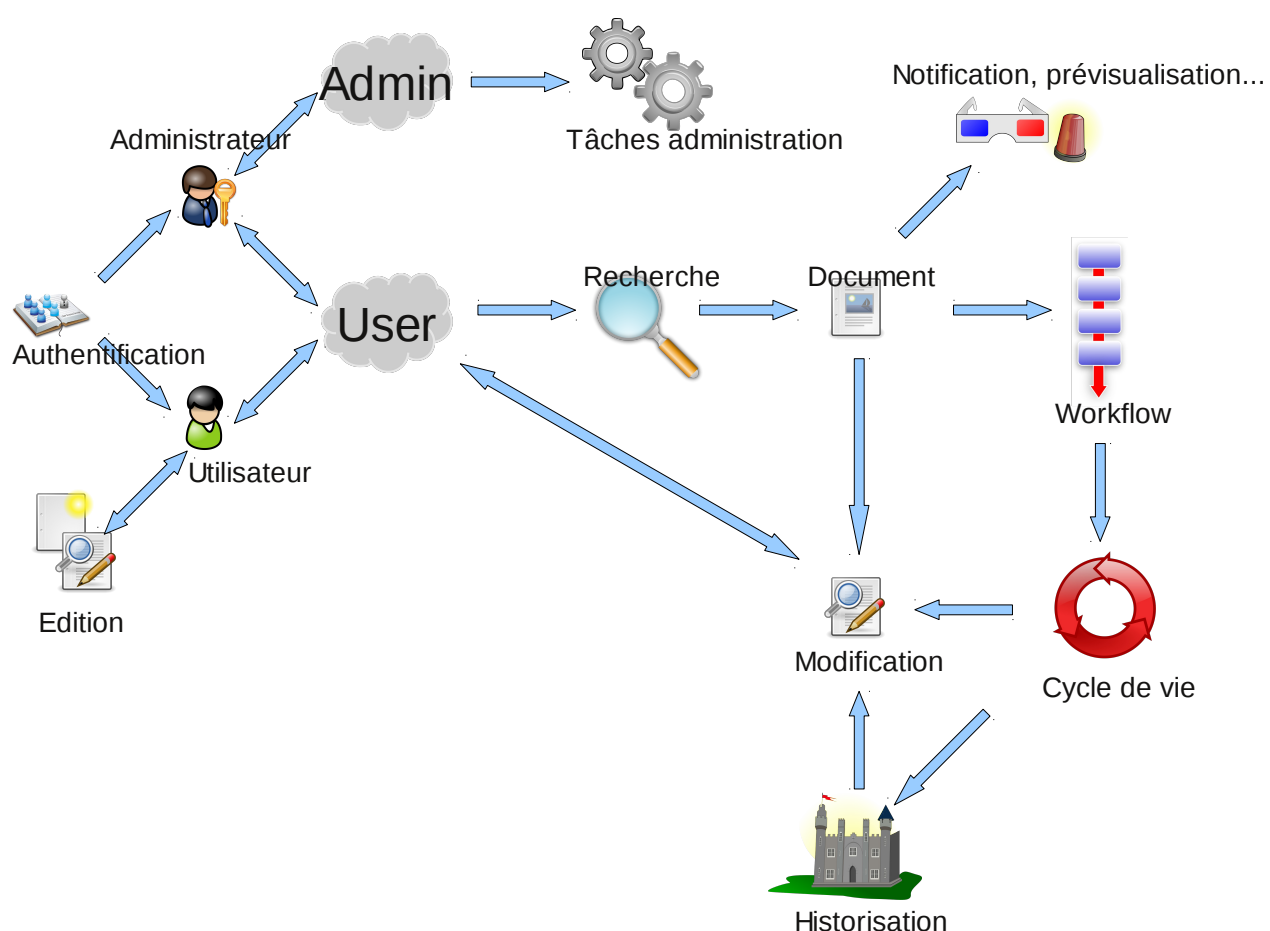 Admin
Notification, prévisualisation...
Administrateur
Tâches administration
Recherche
Document
User
Authentification
Workflow
Utilisateur
Edition
Modification
Cycle de vie
Historisation